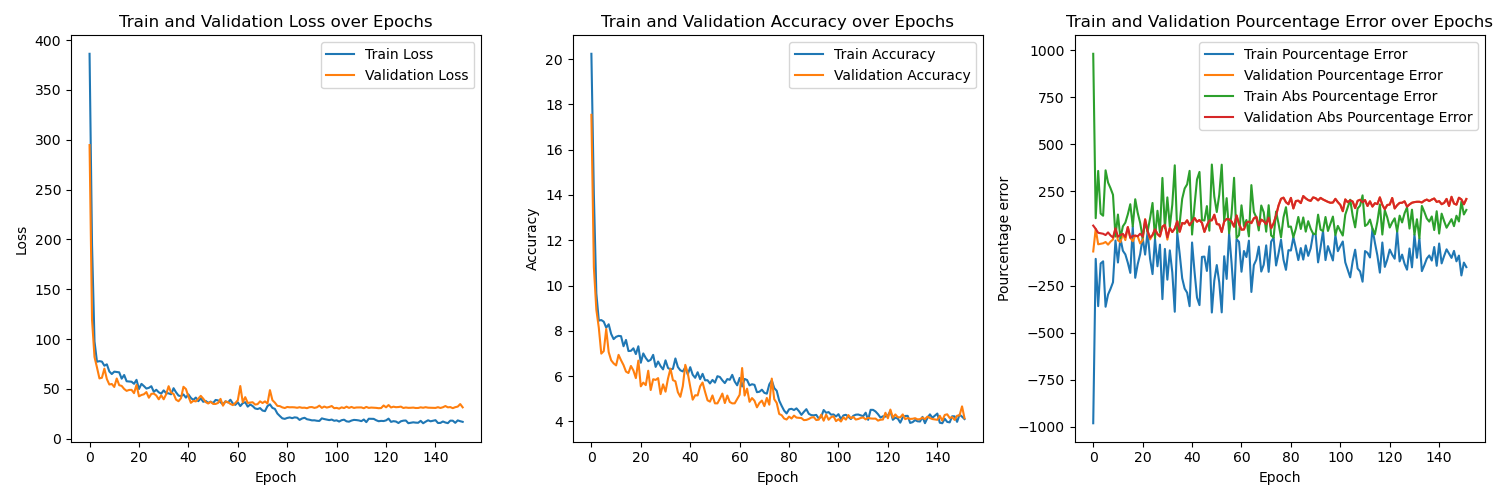 Train and Validation Loss over Epochs
400
350
300
250
200
150
100
50
0
Loss
0 20 40 60 80 100 120 140
Epoch
Train Loss
Validation Loss
Train and Validation Accuracy over Epochs
20
18
16
14
12
10
8
6
4
Accuracy
0 20 40 60 80 100 120 140
Epoch
Train Accuracy
Validation Accuracy
Train and Validation Pourcentage Error over Epochs
1000
750
500
250
0
−250
−500
−750
−1000
Pourcentage error
0 20 40 60 80 100 120 140
Epoch
Train Pourcentage Error
Validation Pourcentage Error
Train Abs Pourcentage Error
Validation Abs Pourcentage Error